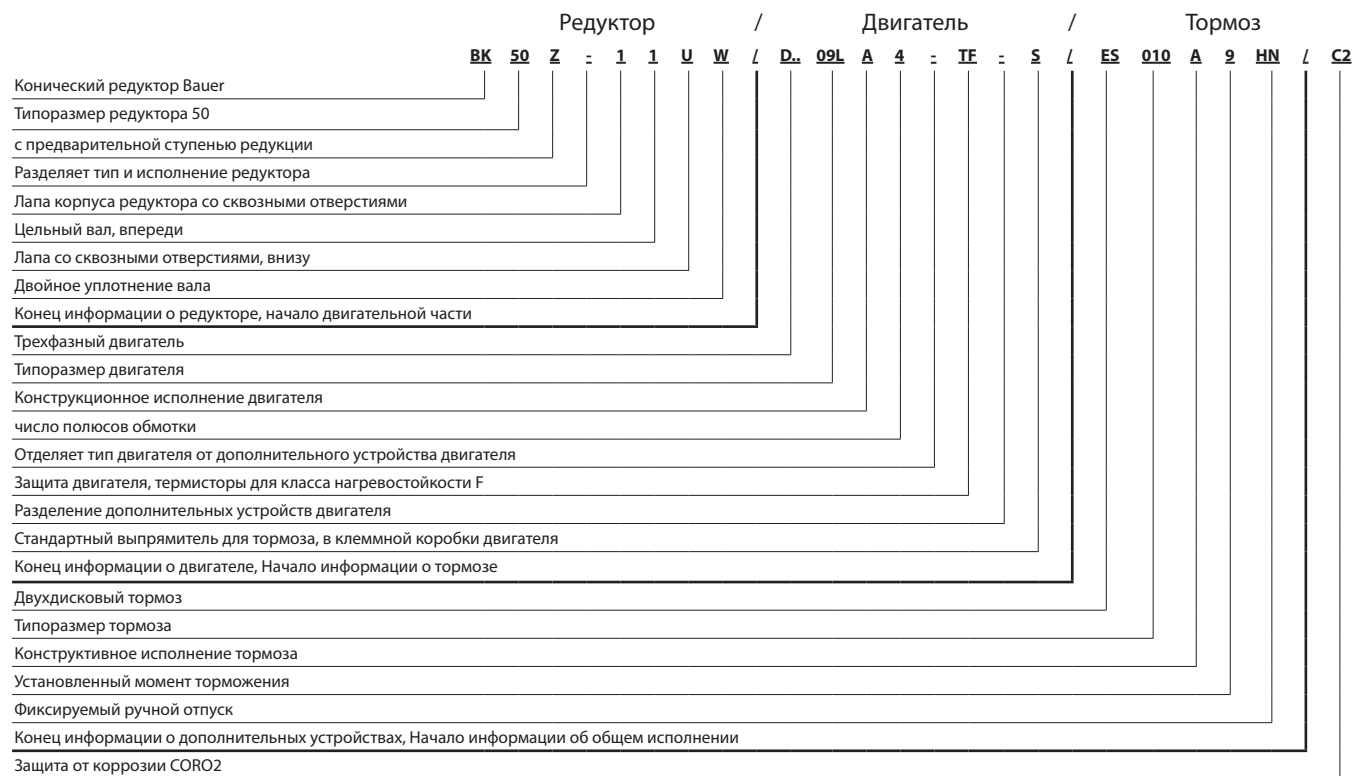 Редуктор / Двигатель / Тормоз
BK 50 Z - 1 1 U W / D.. 09L A 4 - TF - S / ES 010 A 9 HN / C2
Конический редуктор Bauer
Типоразмер редуктора 50
с предварительной ступенью редукции
Разделяет тип и исполнение редуктора
Лапа корпуса редуктора со сквозными отверстиями
Цельный вал, впереди
Лапа со сквозными отверстиями, внизу
Двойное уплотнение вала
Конец информации о редукторе, начало двигательной части
Трехфазный двигатель
Типоразмер двигателя
Конструкционное исполнение двигателя
число полюсов обмотки
Отделяет тип двигателя от дополнительного устройства двигателя
Защита двигателя, термисторы для класса нагревостойкости F
Разделение дополнительных устройств двигателя
Стандартный выпрямитель для тормоза, в клеммной коробки двигателя
Конец информации о двигателе, Начало информации о тормозе
Двухдисковый тормоз
Типоразмер тормоза
Конструктивное исполнение тормоза
Установленный момент торможения
Фиксируемый ручной отпуск
Конец информации о дополнительных устройствах, Начало информации об общем исполнении
Защита от коррозии CORO2